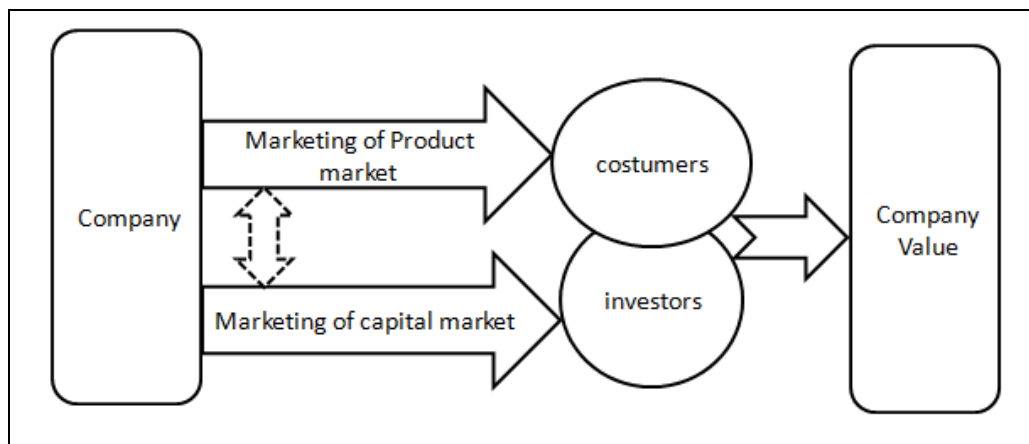 Company
Marketing of Product
market
Marketing of capital market
costumers
investors
Company
Value